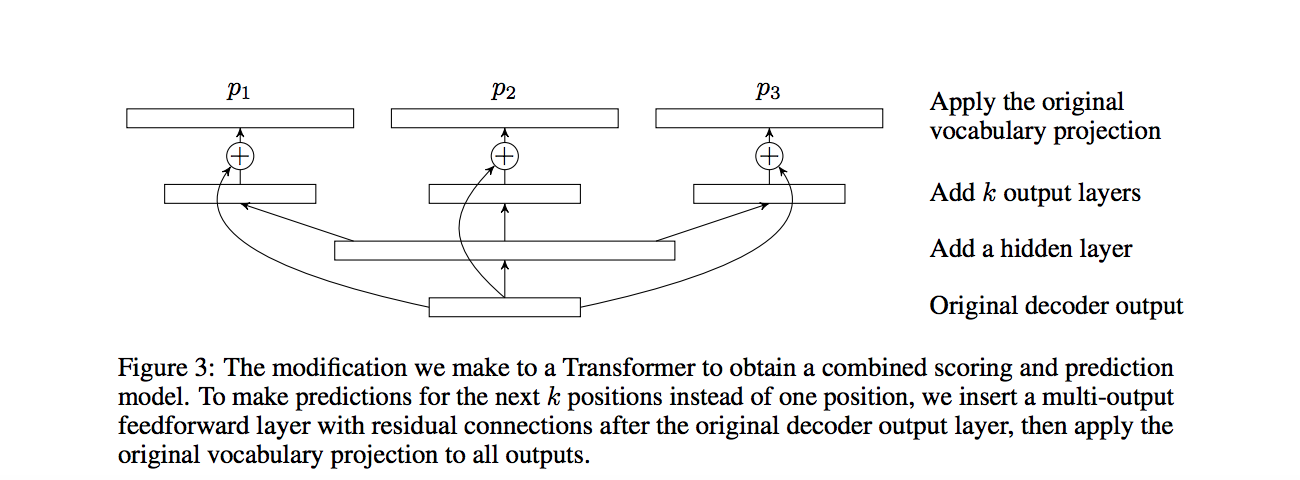 p1 p2 p3
Apply the original
vocabulary projection
Add k output layers
Add a hidden layer
Original decoder output
Figure 3: The modification we make to a Transformer to obtain a combined scoring and prediction
model. To make predictions for the next k positions instead of one position, we insert a multi-output
feedforward layer with residual connections after the original decoder output layer, then apply the
original vocabulary projection to all outputs.